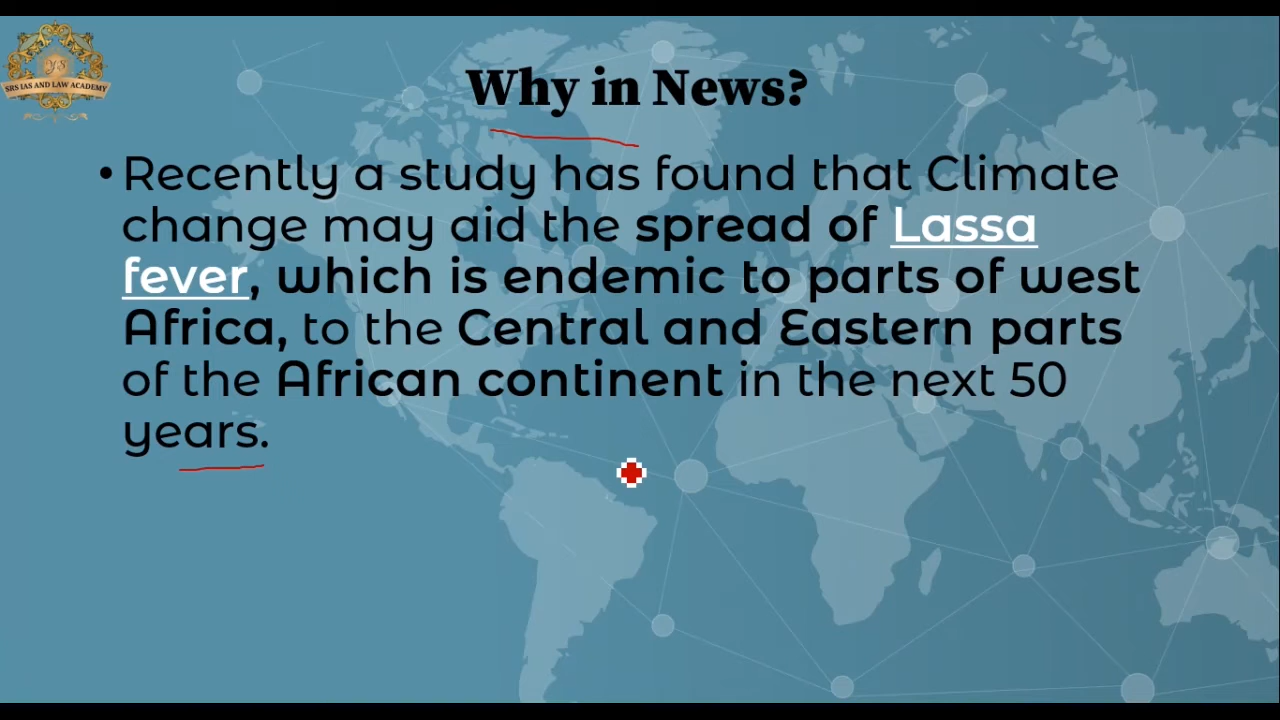 SRS IAS AND LAW ACADEMY
Why in News?
• Recently a study has found that Climate
change may aid the spread of Lassa
fever, which is endemic to parts of west
Africa, to the Central and Eastern parts
of the African continent in the next 50
years.